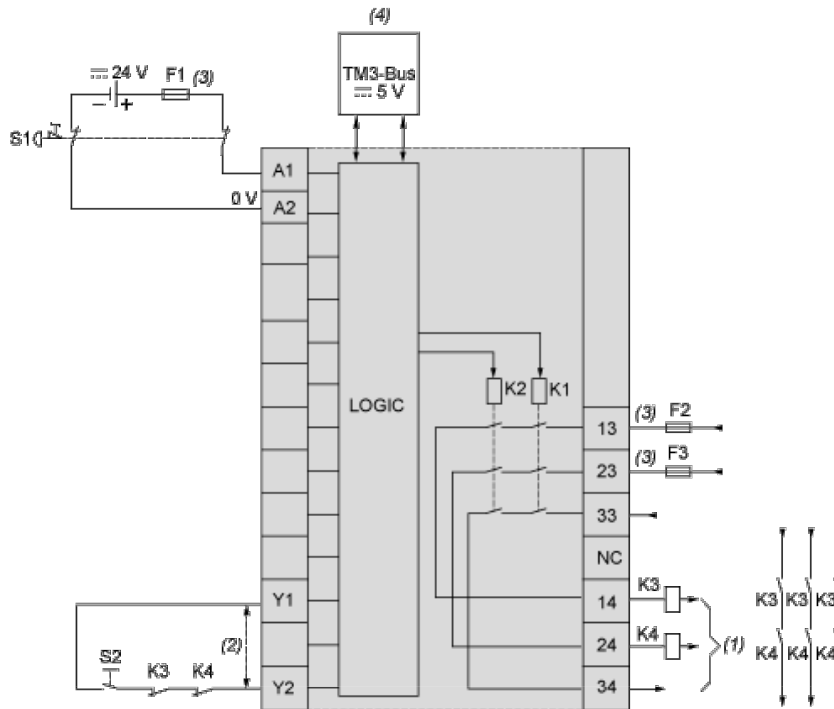 (4)
TM3-Bus
⎓ 5 V
⎓ 24 V
F1
(3)
S1
A1
0 V
A2
LOGIC
K2
K1
13
(3)
F2
23
(3)
F3
33
NC
Y1
14
K3
24
K4
(1)
(2)
S2
K3
K4
Y2
34
K3
K3
K3
K4
K4
K4